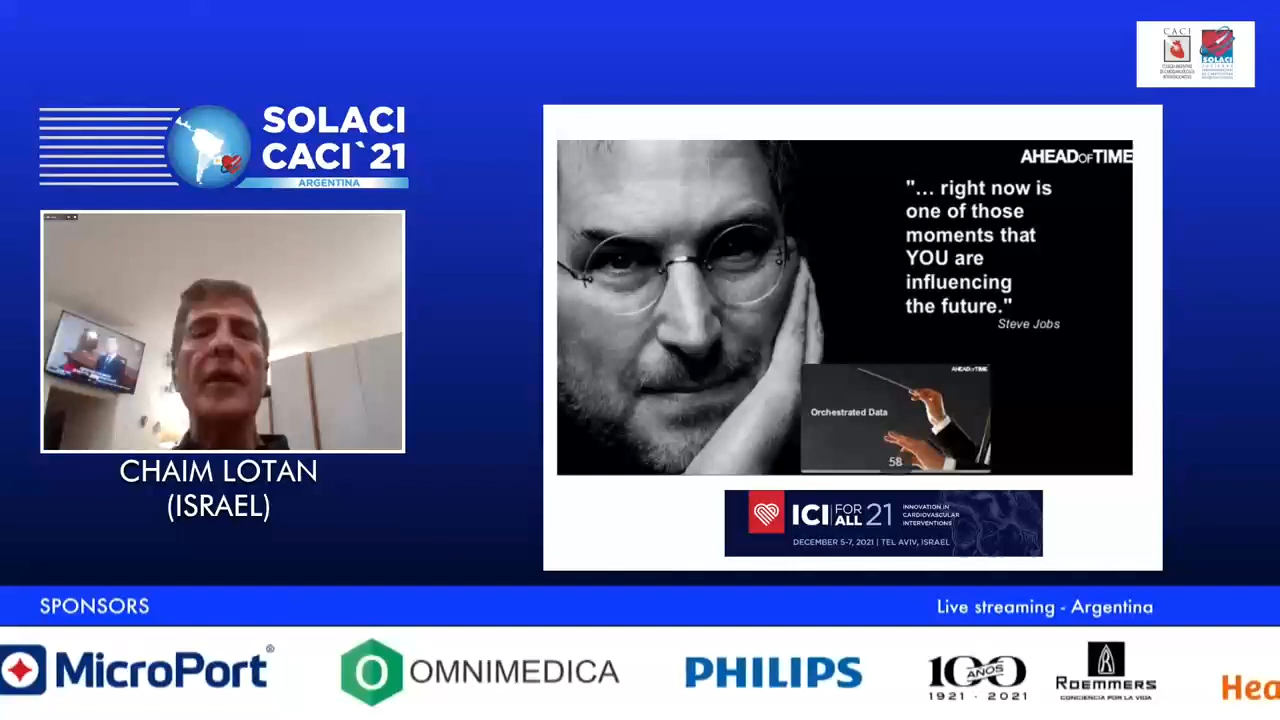 CACI
SOLACI
SOLACI
CACI`21
ARGENTINA
CHAIM LOTAN
(ISRAEL)
AHEADOFTIME
"... right now is
one of those
moments that
YOU are
influencing
the future."
Steve Jobs
AHEADOFTIME
Orchestrated Data
58
ICI FOR ALL 21
INNOVATION IN
CARDIOVASCULAR
INTERVENTIONS
DECEMBER 5-7, 2021 | TEL AVIV, ISRAEL
SPONSORS
Live streaming - Argentina
MicroPort®
OMNIMEDICA
PHILIPS
100 AÑOS
1921 - 2021
ROEMMERS
CONCIENCIA POR LA VIDA
Hea